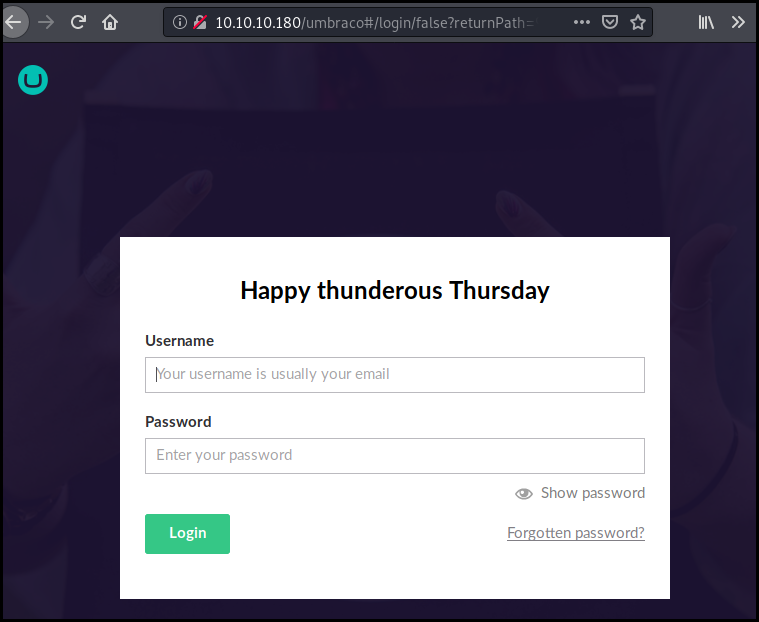 10.10.10.180/umbraco#/login/false?returnPath=
Happy thunderous Thursday
Username
Your username is usually your email
Password
Enter your password
Show password
Login
Forgotten password?